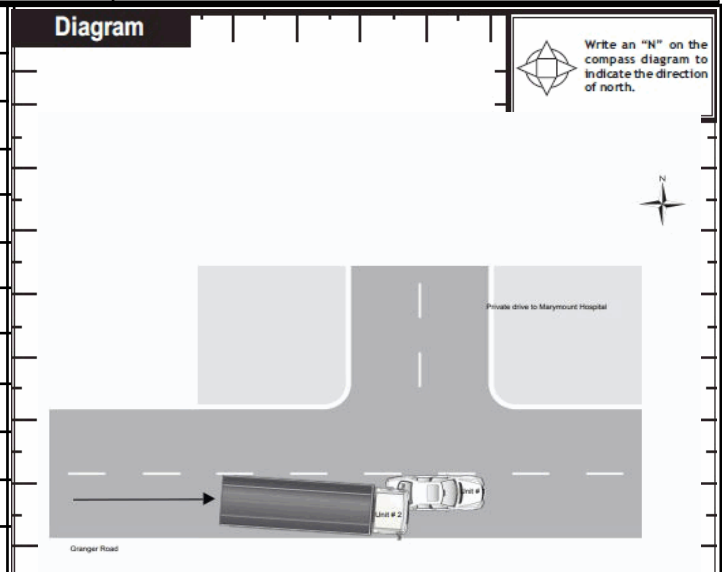 Diagram
Write an “N” on the
compass diagram to
indicate the direction
of north.
N
Private drive to Marymount Hospital
Unit #
Unit # 2
Granger Road